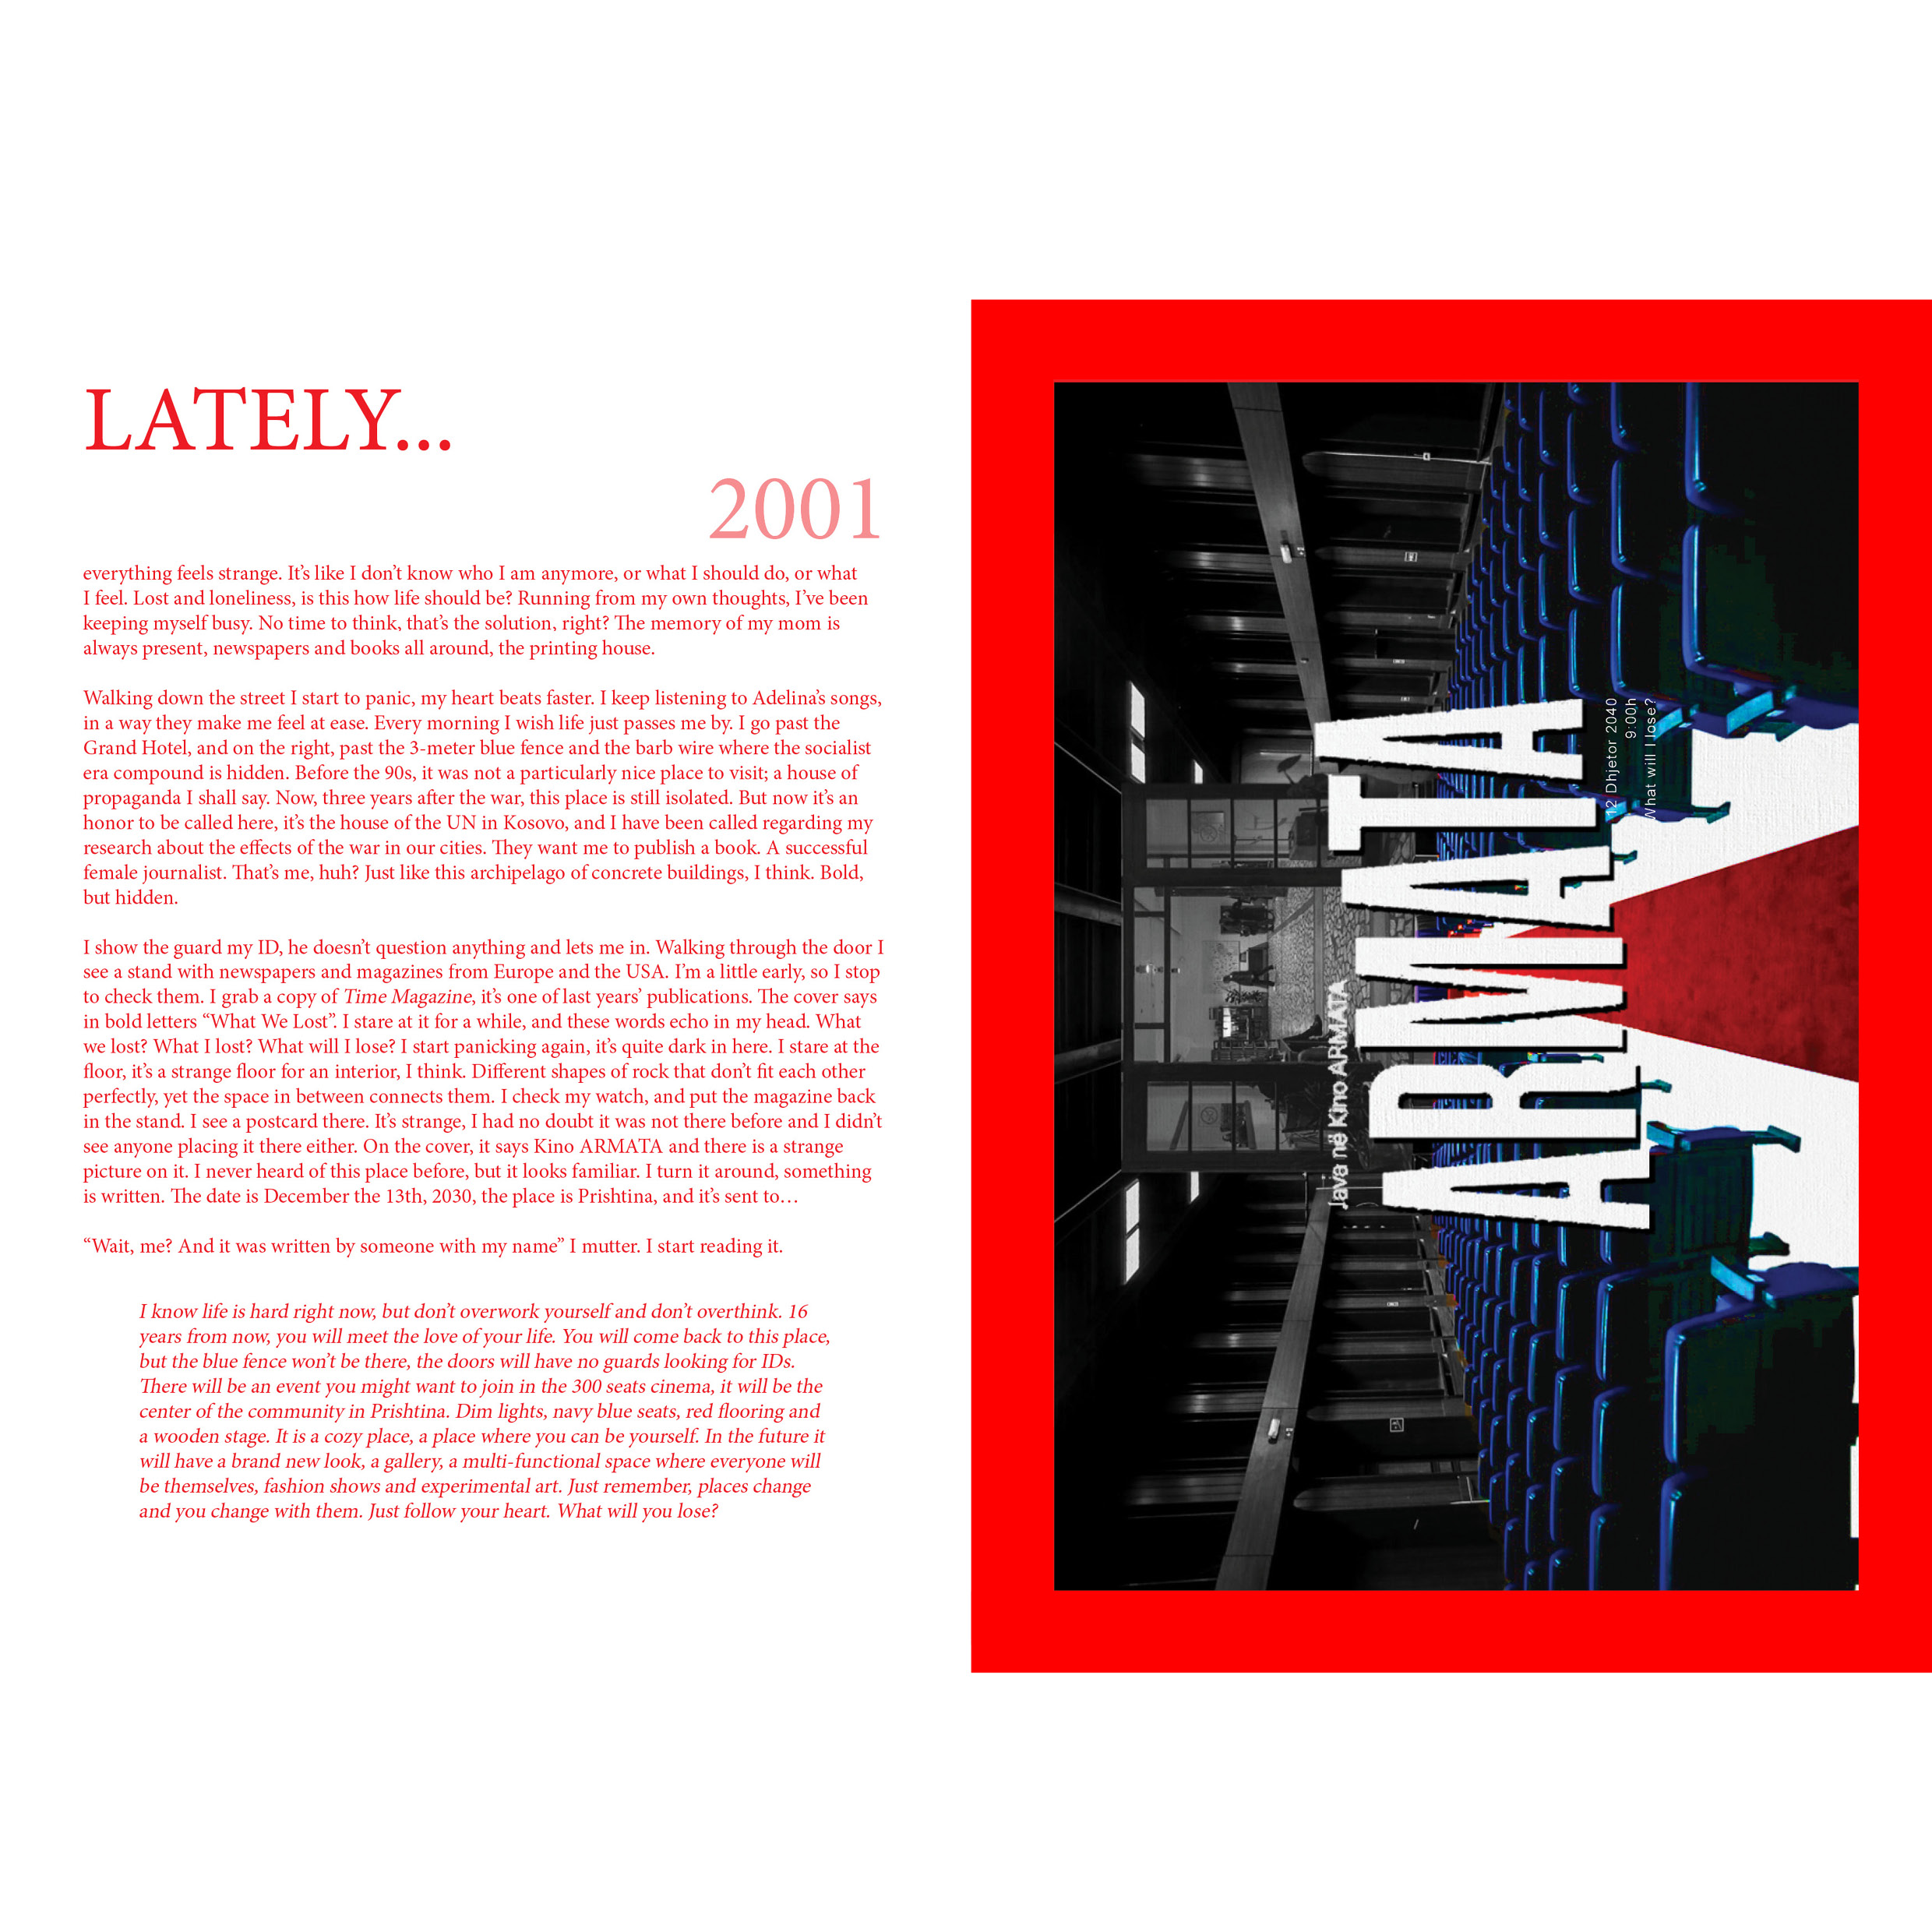 LATELY...
2001
everything feels strange. It’s like I don’t know who I am anymore, or what I should do, or what
I feel. Lost and loneliness, is this how life should be? Running from my own thoughts, I’ve been
keeping myself busy. No time to think, that’s the solution, right? The memory of my mom is
always present, newspapers and books all around, the printing house.
Walking down the street I start to panic, my heart beats faster. I keep listening to Adelina’s songs,
in a way they make me feel at ease. Every morning I wish life just passes me by. I go past the
Grand Hotel, and on the right, past the 3-meter blue fence and the barb wire where the socialist
era compound is hidden. Before the 90s, it was not a particularly nice place to visit; a house of
propaganda I shall say. Now, three years after the war, this place is still isolated. But now it’s an
honor to be called here, it’s the house of the UN in Kosovo, and I have been called regarding my
research about the effects of the war in our cities. They want me to publish a book. A successful
female journalist. That’s me, huh? Just like this archipelago of concrete buildings, I think. Bold,
but hidden.
I show the guard my ID, he doesn’t question anything and lets me in. Walking through the door I
see a stand with newspapers and magazines from Europe and the USA. I’m a little early, so I stop
to check them. I grab a copy of Time Magazine, it’s one of last years’ publications. The cover says
in bold letters “What We Lost”. I stare at it for a while, and these words echo in my head. What
we lost? What I lost? What will I lose? I start panicking again, it’s quite dark in here. I stare at the
floor, it’s a strange floor for an interior, I think. Different shapes of rock that don’t fit each other
perfectly, yet the space in between connects them. I check my watch, and put the magazine back
in the stand. I see a postcard there. It’s strange, I had no doubt it was not there before and I didn’t
see anyone placing it there either. On the cover, it says Kino ARMATA and there is a strange
picture on it. I never heard of this place before, but it looks familiar. I turn it around, something
is written. The date is December the 13th, 2030, the place is Prishtina, and it’s sent to…
“Wait, me? And it was written by someone with my name” I mutter. I start reading it.
I know life is hard right now, but don’t overwork yourself and don’t overthink. 16
years from now, you will meet the love of your life. You will come back to this place,
but the blue fence won’t be there, the doors will have no guards looking for IDs.
There will be an event you might want to join in the 300 seats cinema, it will be the
center of the community in Prishtina. Dim lights, navy blue seats, red flooring and
a wooden stage. It is a cozy place, a place where you can be yourself. In the future it
will have a brand new look, a gallery, a multi-functional space where everyone will
be themselves, fashion shows and experimental art. Just remember, places change
and you change with them. Just follow your heart. What will you lose?
Java në Kino ARMATA
ARMATA
12 Dhjetor 2040
9:00h
What will I lose?